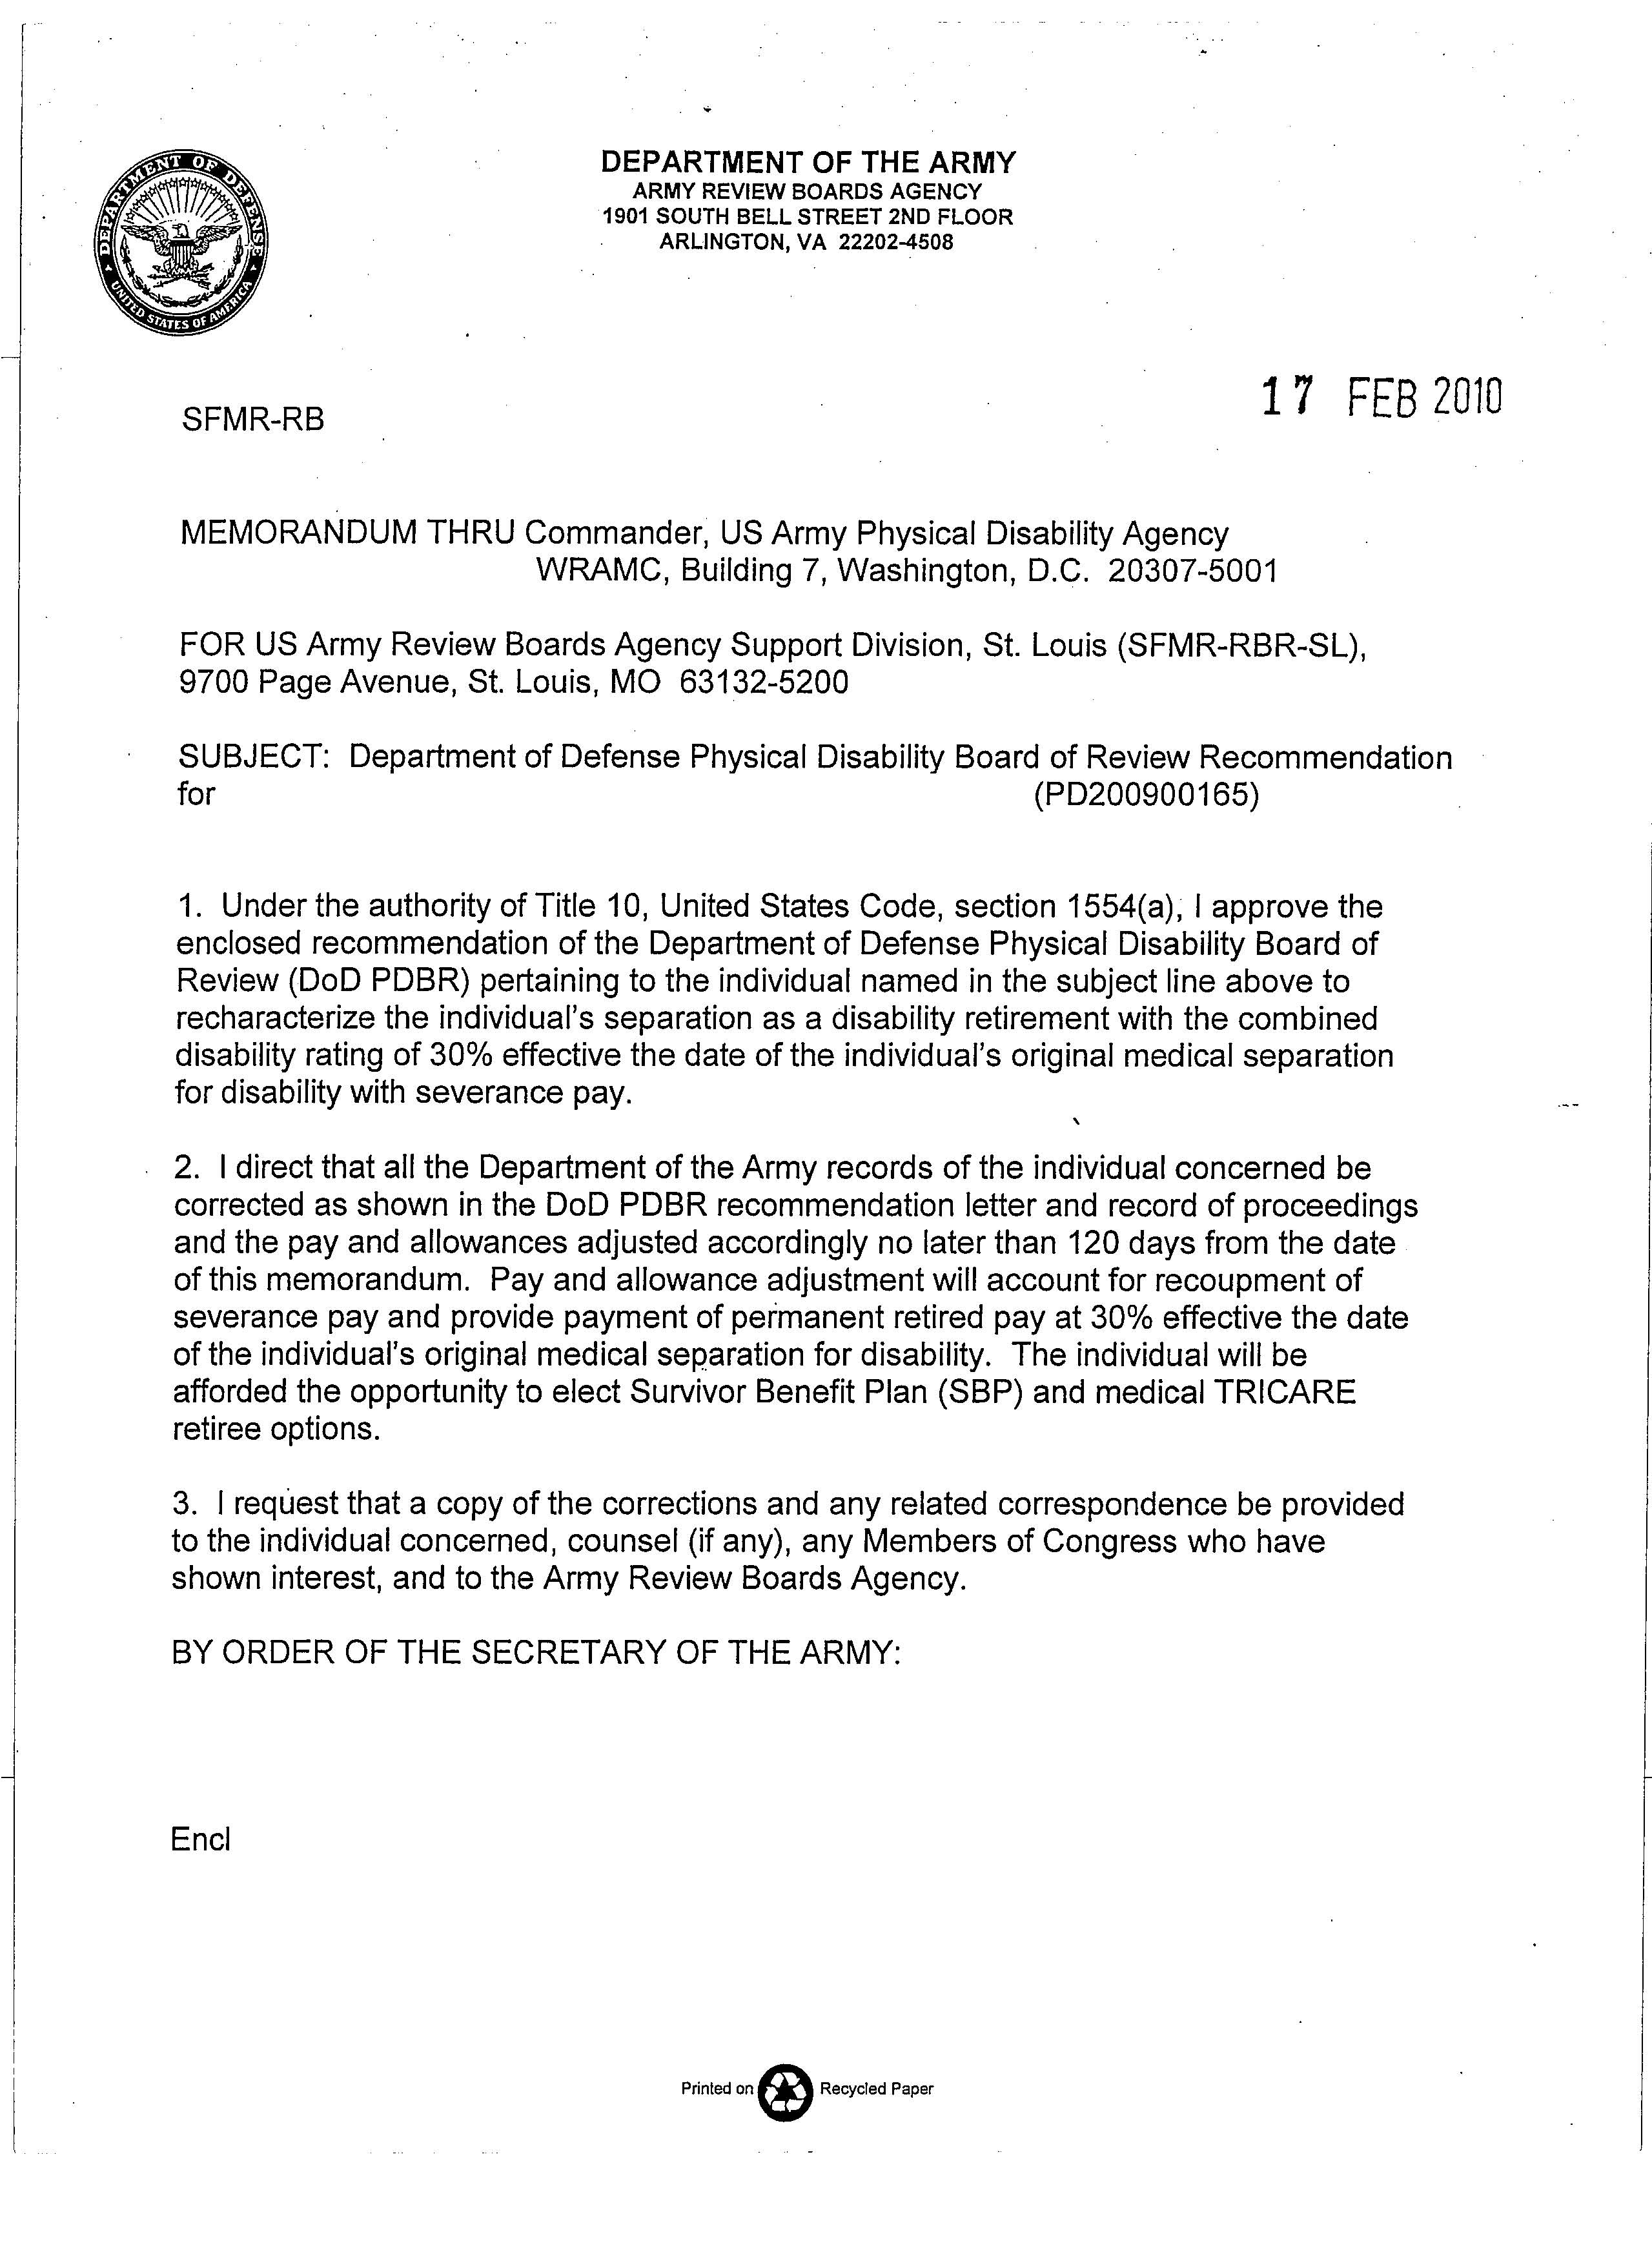 DEPARTMENT OF DEFENSE
UNITED STATES OF AMERICA
DEPARTMENT OF THE ARMY
ARMY REVIEW BOARDS AGENCY
1901 SOUTH BELL STREET 2ND FLOOR
ARLINGTON, VA 22202-4508
17 FEB 2010
SFMR-RB
MEMORANDUM THRU Commander, US Army Physical Disability Agency
WRAMC, Building 7, Washington, D.C. 20307-5001
FOR US Army Review Boards Agency Support Division, St. Louis (SFMR-RBR-SL),
9700 Page Avenue, St. Louis, MO 63132-5200
SUBJECT: Department of Defense Physical Disability Board of Review Recommendation
for (PD200900165)
1. Under the authority of Title 10, United States Code, section 1554(a), I approve the
enclosed recommendation of the Department of Defense Physical Disability Board of
Review (DoD PDBR) pertaining to the individual named in the subject line above to
recharacterize the individual's separation as a disability retirement with the combined
disability rating of 30% effective the date of the individual's original medical separation
for disability with severance pay.
2. I direct that all the Department of the Army records of the individual concerned be
corrected as shown in the DoD PDBR recommendation letter and record of proceedings
and the pay and allowances adjusted accordingly no later than 120 days from the date
of this memorandum. Pay and allowance adjustment will account for recoupment of
severance pay and provide payment of permanent retired pay at 30% effective the date
of the individual's original medical separation for disability. The individual will be
afforded the opportunity to elect Survivor Benefit Plan (SBP) and medical TRICARE
retiree options.
3. I request that a copy of the corrections and any related correspondence be provided
to the individual concerned, counsel (if any), any Members of Congress who have
shown interest, and to the Army Review Boards Agency.
BY ORDER OF THE SECRETARY OF THE ARMY:
Encl
Printed on Recycled Paper